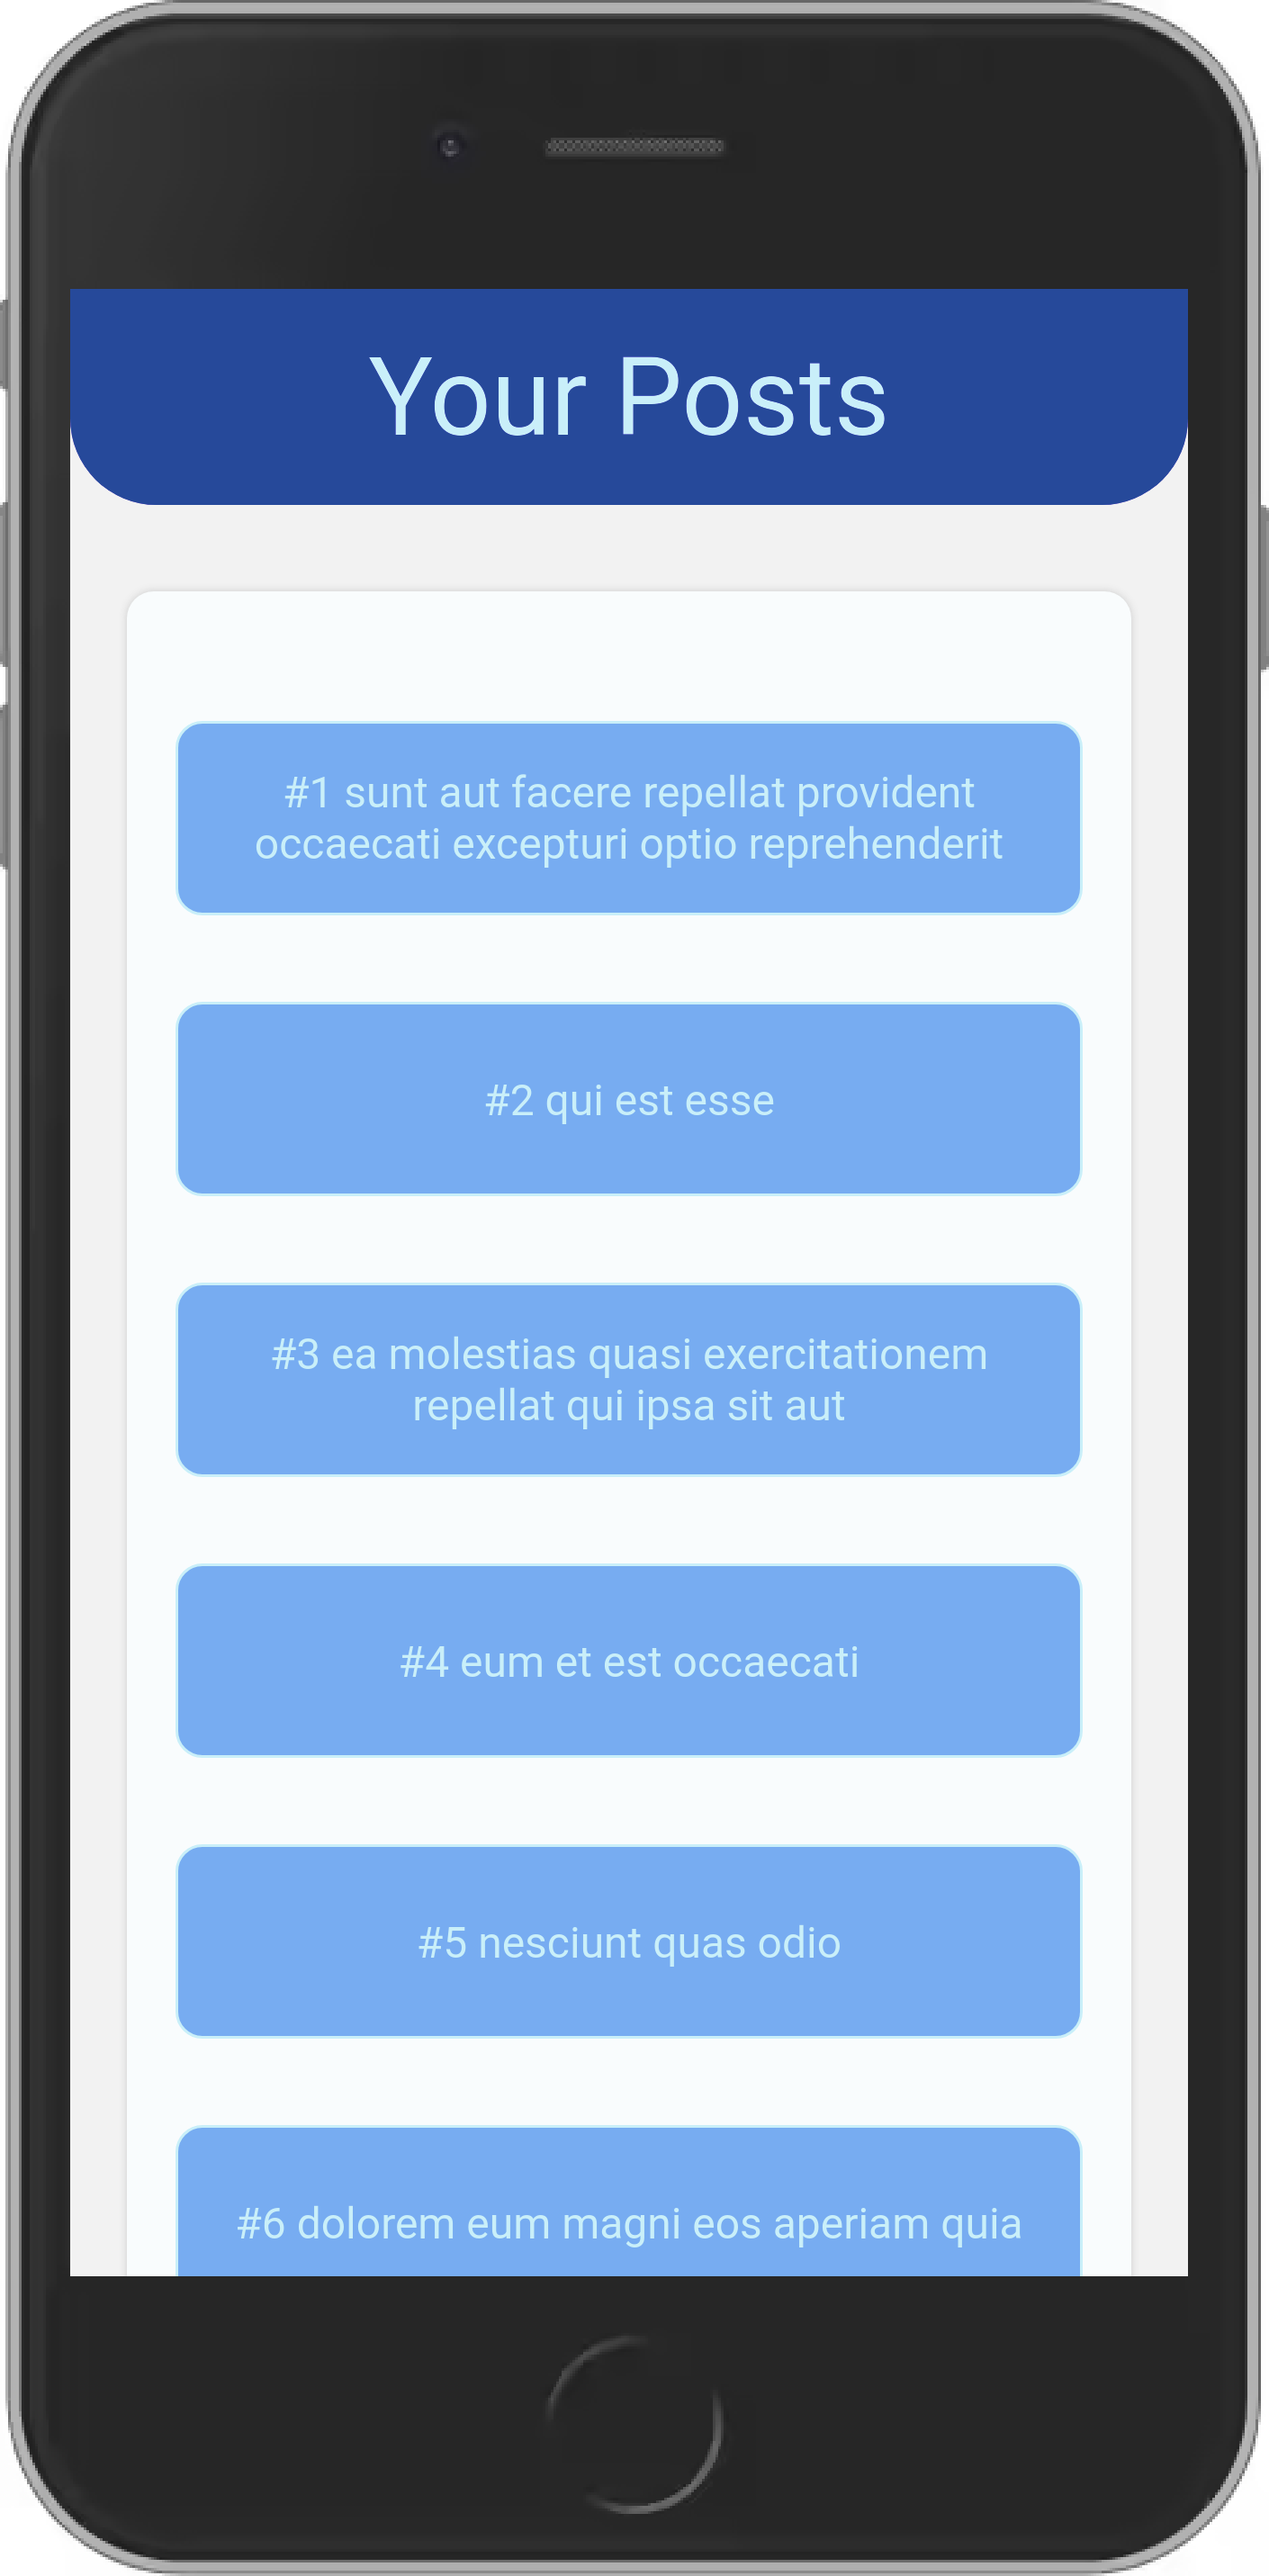 Your Posts
#1 sunt aut facere repellat provident
occaecati excepturi optio reprehenderit
#2 qui est esse
#3 ea molestias quasi exercitationem
repellat qui ipsa sit aut
#4 eum et est occaecati
#5 nesciunt quas odio
#6 dolorem eum magni eos aperiam quia